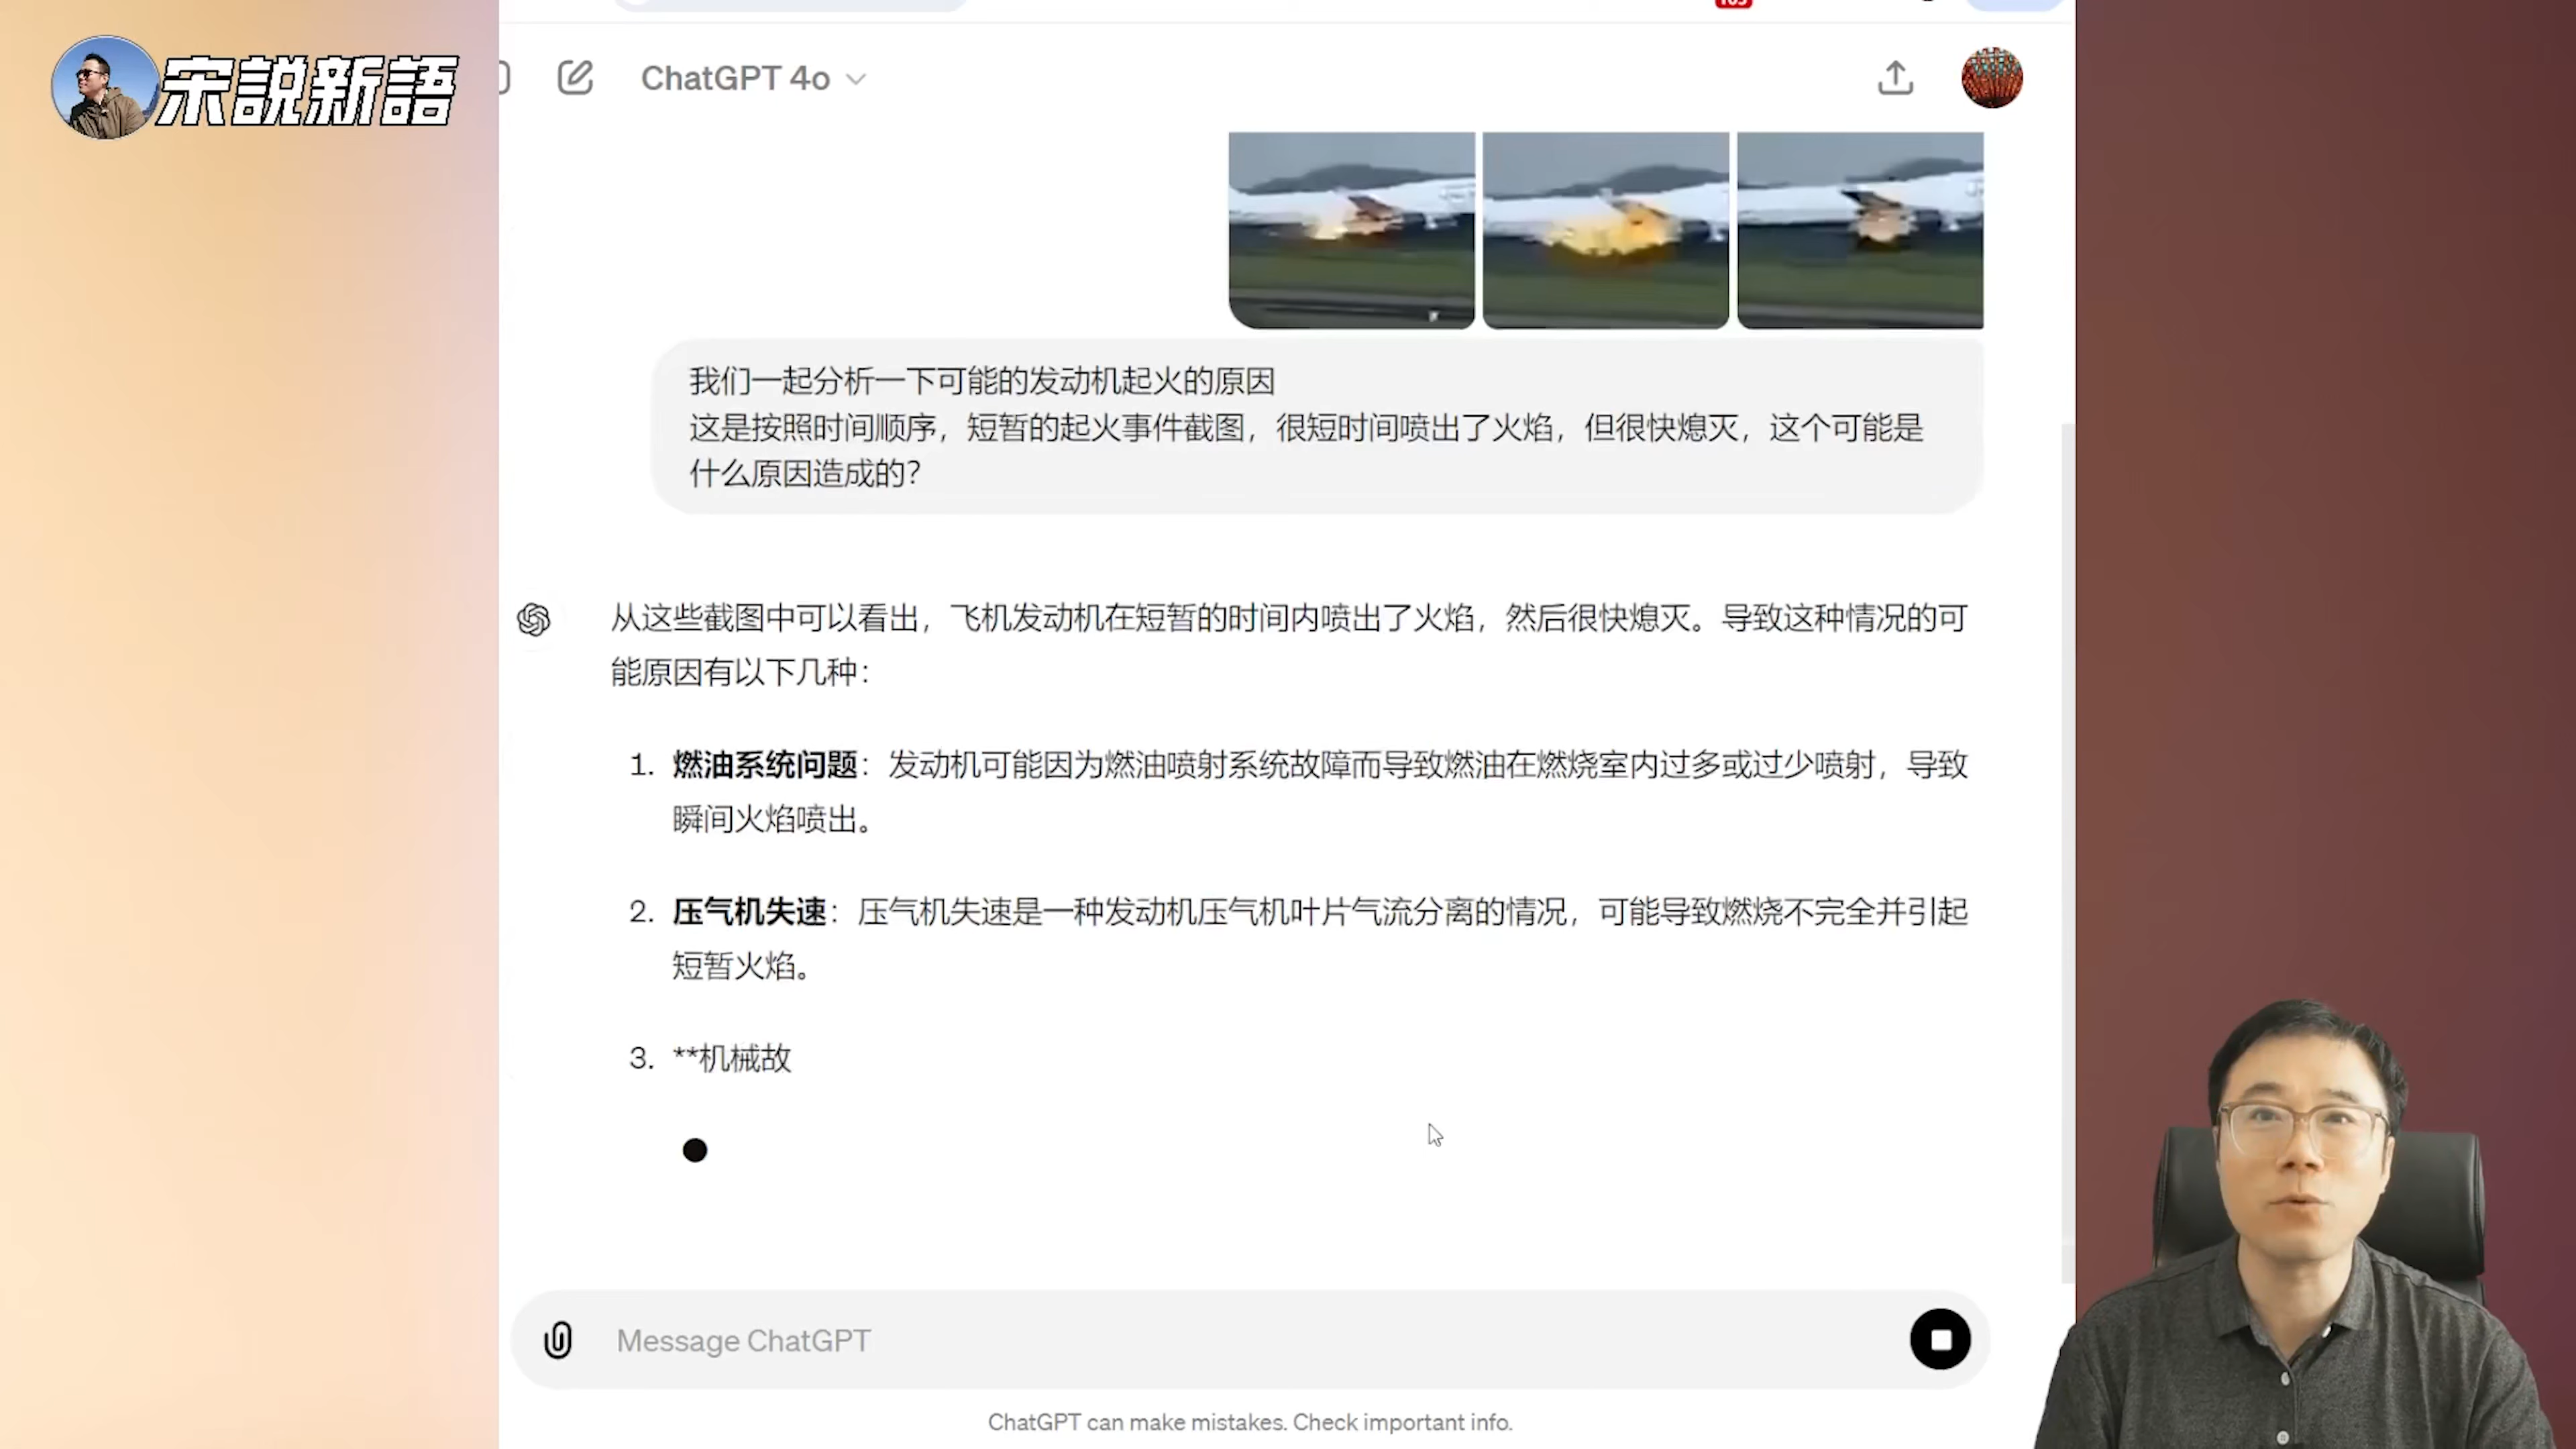 宋説新語
ChatGPT 4o
我们一起分析一下可能的发动机起火的原因
这是按照时间顺序，短暂的起火事件截图，很短时间喷出了火焰，但很快熄灭，这个可能是
什么原因造成的？
从这些截图中可以看出，飞机发动机在短暂的时间内喷出了火焰，然后很快熄灭。导致这种情况的可
能原因有以下几种：
1. 燃油系统问题：发动机可能因为燃油喷射系统故障而导致燃油在燃烧室内过多或过少喷射，导致
瞬间火焰喷出。
2. 压气机失速：压气机失速是一种发动机压气机叶片气流分离的情况，可能导致燃烧不完全并引起
短暂火焰。
3. **机械故
Message ChatGPT
ChatGPT can make mistakes. Check important info.